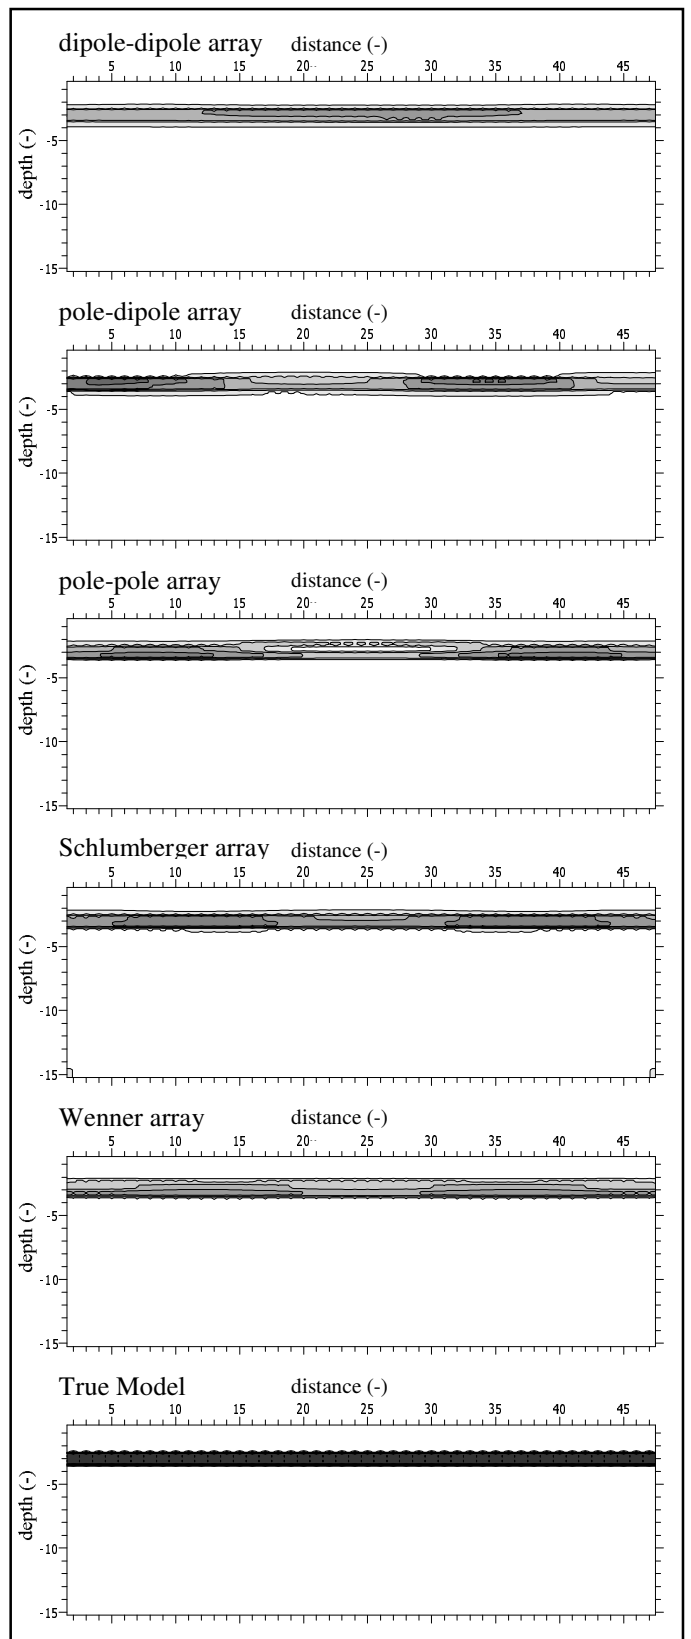 dipole-dipole array distance (-)
5 10 15 20 25 30 35 40 45
depth (-)
-5
-10
-15
pole-dipole array distance (-)
5 10 15 20 25 30 35 40 45
depth (-)
-5
-10
-15
pole-pole array distance (-)
5 10 15 20 25 30 35 40 45
depth (-)
-5
-10
-15
Schlumberger array distance (-)
5 10 15 20 25 30 35 40 45
depth (-)
-5
-10
-15
Wenner array distance (-)
5 10 15 20 25 30 35 40 45
depth (-)
-5
-10
-15
True Model distance (-)
5 10 15 20 25 30 35 40 45
depth (-)
-5
-10
-15